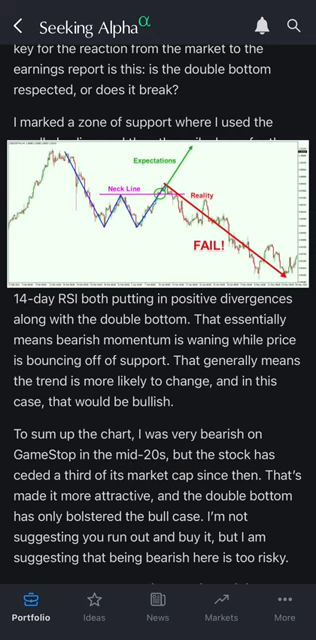 Seeking Alpha α
key for the reaction from the market to the
earnings report is this: is the double bottom
respected, or does it break?
I marked a zone of support where I used the
Expectations
Neck Line
Reality
FAIL!
14-day RSI both putting in positive divergences
along with the double bottom. That essentially
means bearish momentum is waning while price
is bouncing off of support. That generally means
the trend is more likely to change, and in this
case, that would be bullish.
To sum up the chart, I was very bearish on
GameStop in the mid-20s, but the stock has
ceded a third of its market cap since then. That's
made it more attractive, and the double bottom
has only bolstered the bull case. I'm not
suggesting you run out and buy it, but I am
suggesting that being bearish here is too risky.
Portfolio
Ideas
News
Markets
More